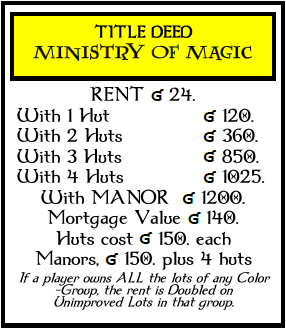 TITLE DEED
MINISTRY OF MAGIC
RENT G 24.
With 1 Hut G 120.
With 2 Huts G 360.
With 3 Huts G 850.
With 4 Huts G 1025.
With MANOR G 1200.
Mortgage Value G 140.
Huts cost G 150. each
Manors, G 150. plus 4 huts
If a player owns ALL the lots of any Color
-Group, the rent is Doubled on
Unimproved Lots in that group.